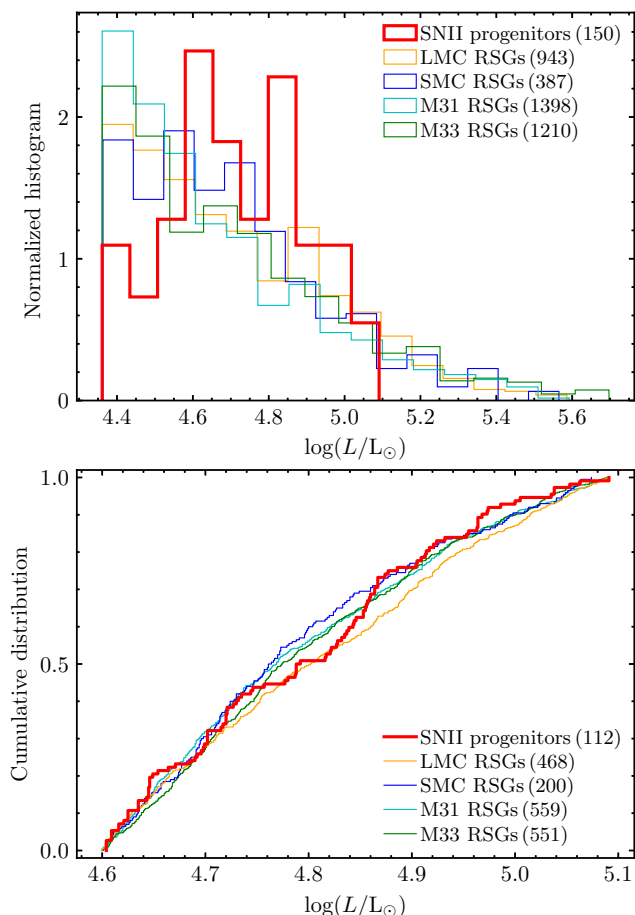 SNII progenitors (150)
LMC RSGs (943)
SMC RSGs (387)
M31 RSGs (1398)
M33 RSGs (1210)
Normalized histogram
2
1
0
4.4 4.6 4.8 5.0 5.2 5.4 5.6
log(L/L⊙)
1.0
0.5
0.0
Cumulative distribution
SNII progenitors (112)
LMC RSGs (468)
SMC RSGs (200)
M31 RSGs (559)
M33 RSGs (551)
4.6 4.7 4.8 4.9 5.0 5.1
log(L/L⊙)